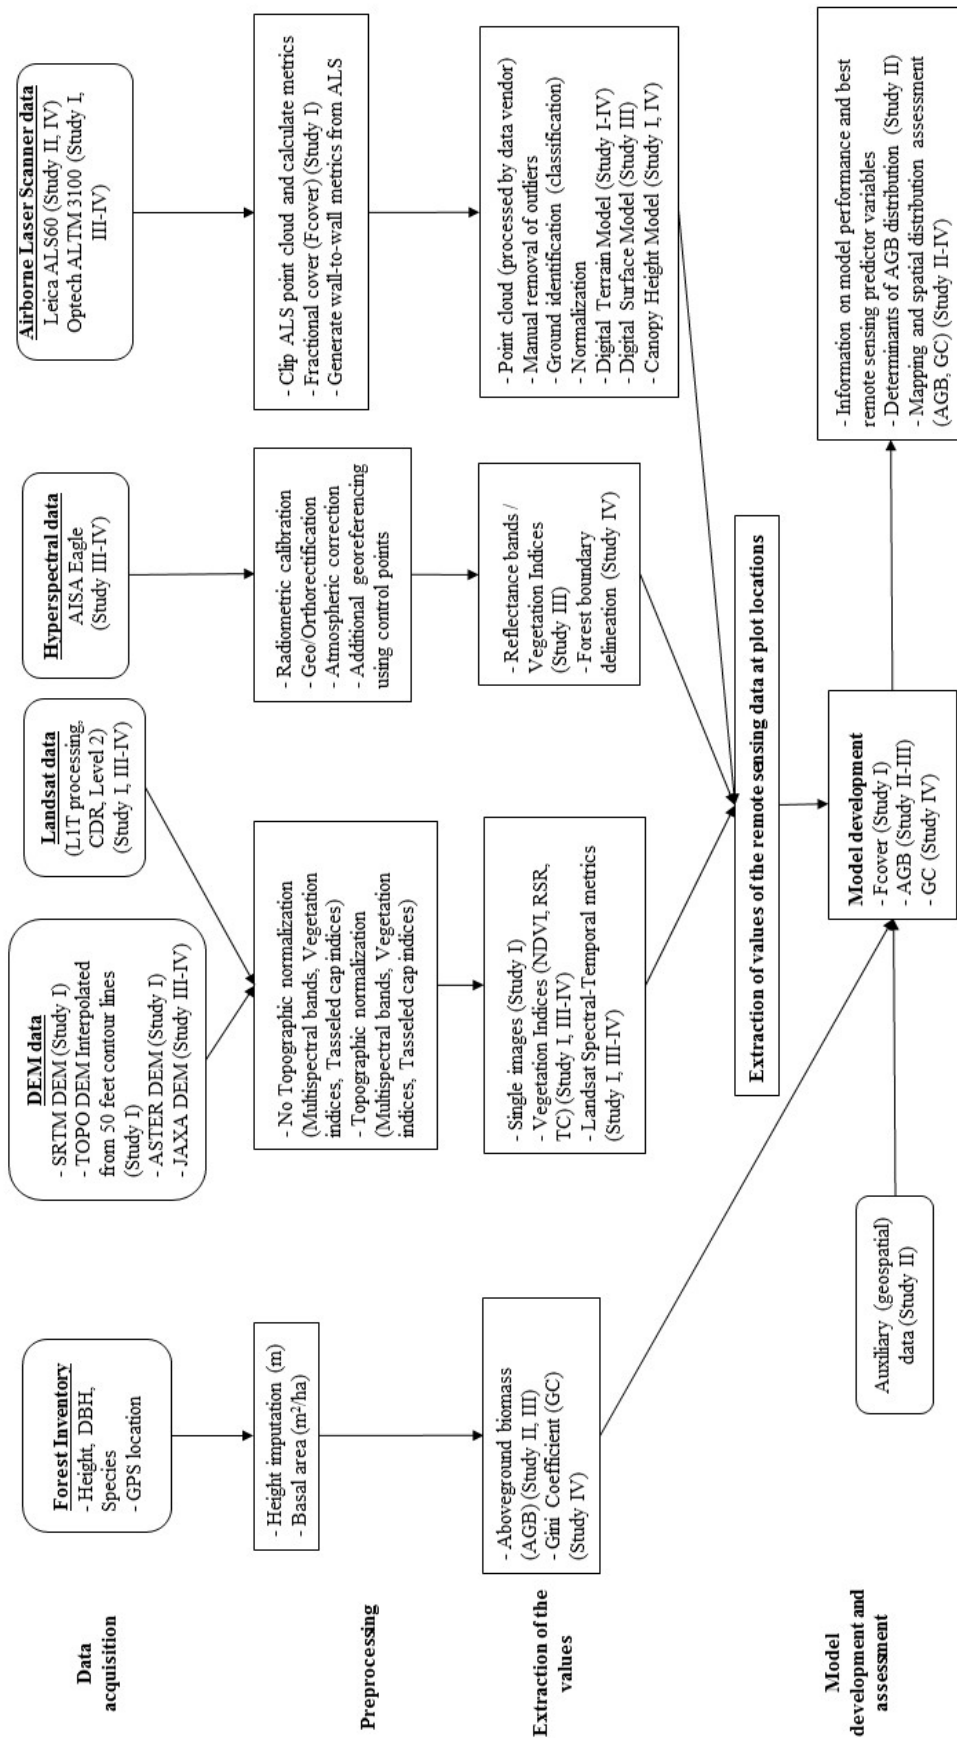 Data
acquisition
Forest Inventory
- Height, DBH,
Species
- GPS location
DEM data
- SRTM DEM (Study I)
- TOPO DEM Interpolated
from 50 feet contour lines
(Study I)
- ASTER DEM (Study I)
- JAXA DEM (Study III-IV)
Landsat data
(L1T processing,
CDR, Level 2)
(Study I, III-IV)
Hyperspectral data
AISA Eagle
(Study III-IV)
Airborne Laser Scanner data
Leica ALS60 (Study II, IV)
Optech ALTM 3100 (Study I,
III-IV)
Preprocessing
- Height imputation (m)
- Basal area (m²/ha)
- No Topographic normalization
(Multispectral bands, Vegetation
indices, Tasseled cap indices)
- Topographic normalization
(Multispectral bands, Vegetation
indices, Tasseled cap indices)
- Radiometric calibration
- Geo/Orthorectification
- Atmospheric correction
- Additional georeferencing
using control points
- Clip ALS point cloud and calculate metrics
- Fractional cover (Fcover) (Study I)
- Generate wall-to-wall metrics from ALS
Extraction of the
values
- Aboveground biomass
(AGB) (Study II, III)
- Gini Coefficient (GC)
(Study IV)
- Single images (Study I)
- Vegetation Indices (NDVI, RSR,
TC) (Study I, III-IV)
- Landsat Spectral-Temporal metrics
(Study I, III-IV)
- Reflectance bands /
Vegetation Indices
(Study III)
- Forest boundary
delineation (Study IV)
- Point cloud (processed by data vendor)
- Manual removal of outliers
- Ground identification (classification)
- Normalization
- Digital Terrain Model (Study I-IV)
- Digital Surface Model (Study III)
- Canopy Height Model (Study I, IV)
Extraction of values of the remote sensing data at plot locations
Model
development and
assessment
Auxiliary (geospatial)
data (Study II)
Model development
- Fcover (Study I)
- AGB (Study II-III)
- GC (Study IV)
- Information on model performance and best
remote sensing predictor variables
- Determinants of AGB distribution (Study II)
- Mapping and spatial distribution assessment
(AGB, GC) (Study II-IV)